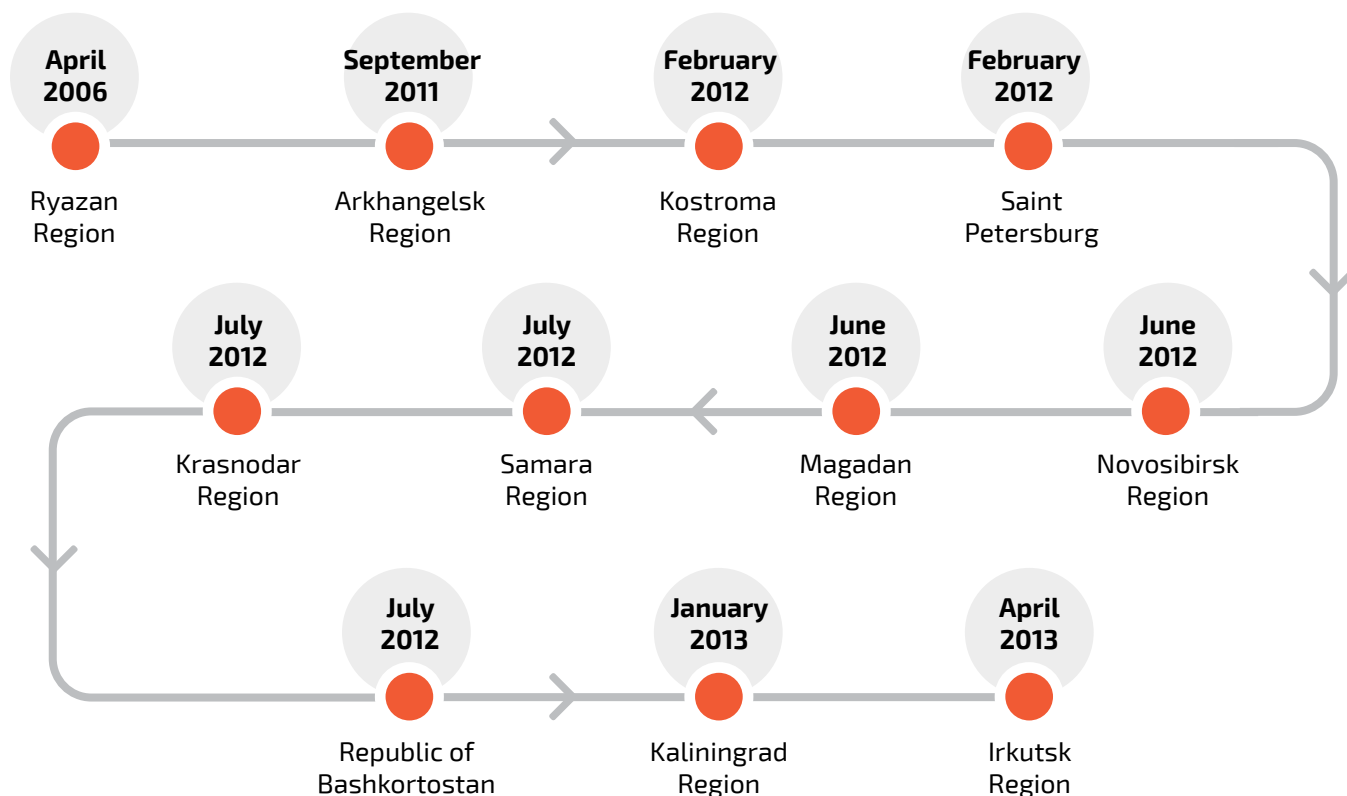 April
2006
September
2011
February
2012
February
2012
Ryazan
Region
Arkhangelsk
Region
Kostroma
Region
Saint
Petersburg
July
2012
July
2012
June
2012
June
2012
Krasnodar
Region
Samara
Region
Magadan
Region
Novosibirsk
Region
July
2012
January
2013
April
2013
Republic of
Bashkortostan
Kaliningrad
Region
Irkutsk
Region